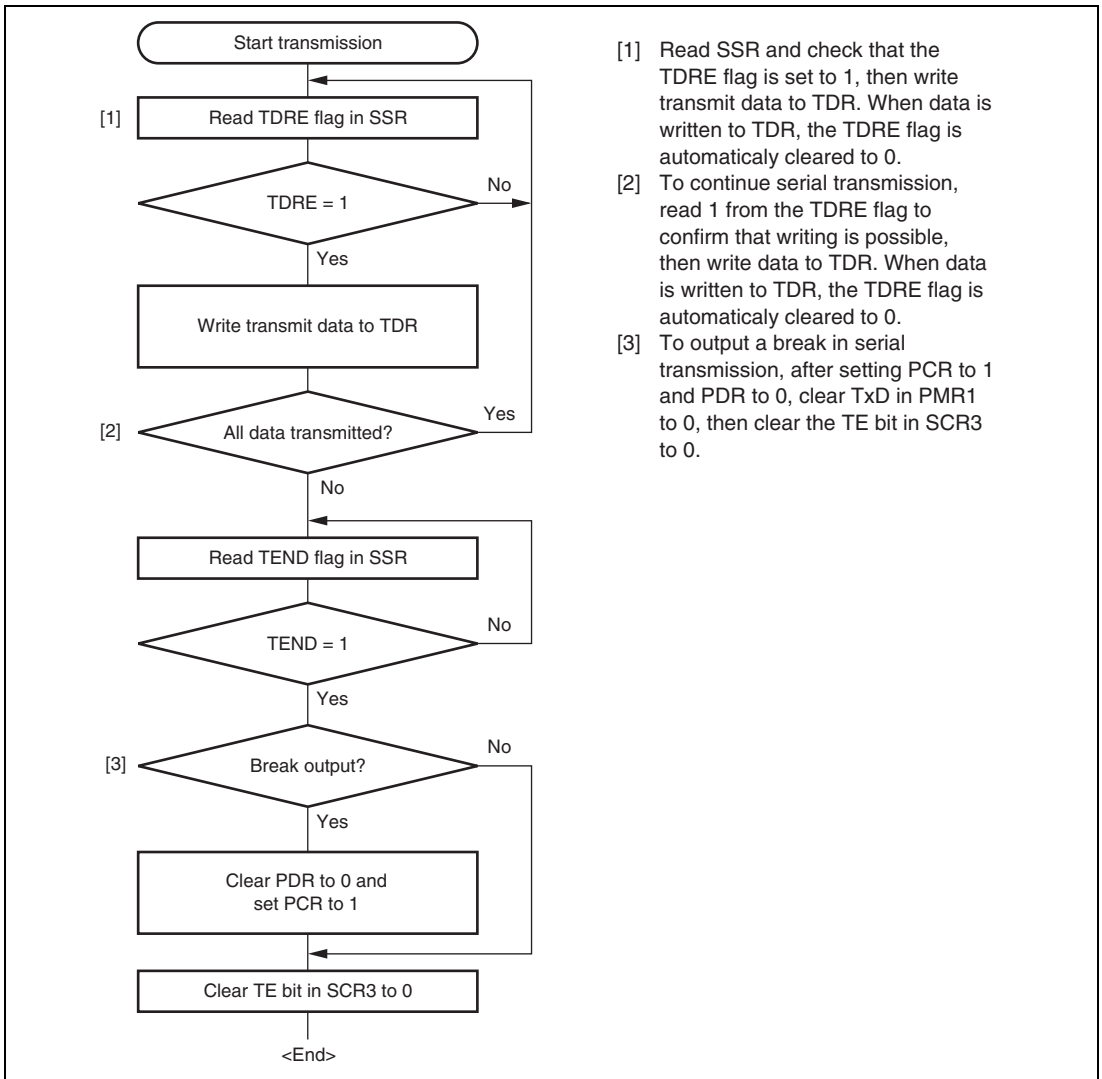 Start transmission
[1]
Read TDRE flag in SSR
TDRE = 1
No
Yes
Write transmit data to TDR
[2]
All data transmitted?
Yes
No
Read TEND flag in SSR
TEND = 1
No
Yes
[3]
Break output?
No
Yes
Clear PDR to 0 and
set PCR to 1
Clear TE bit in SCR3 to 0
<End>
[1] Read SSR and check that the
TDRE flag is set to 1, then write
transmit data to TDR. When data is
written to TDR, the TDRE flag is
automaticaly cleared to 0.
[2] To continue serial transmission,
read 1 from the TDRE flag to
confirm that writing is possible,
then write data to TDR. When data
is written to TDR, the TDRE flag is
automaticaly cleared to 0.
[3] To output a break in serial
transmission, after setting PCR to 1
and PDR to 0, clear TxD in PMR1
to 0, then clear the TE bit in SCR3
to 0.